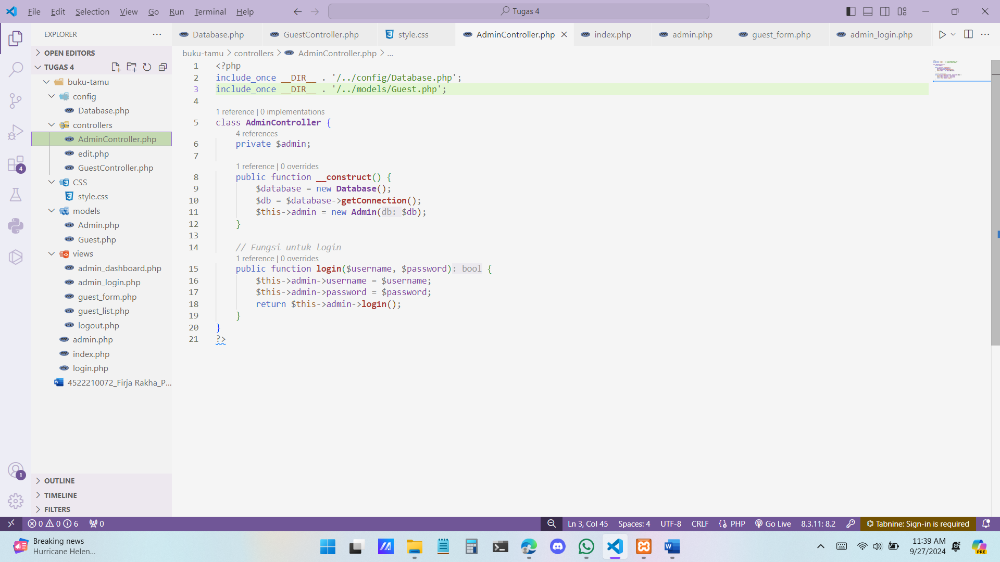 File Edit Selection View Go Run Terminal Help
Tugas 4
EXPLORER
OPEN EDITORS
TUGAS 4
buku-tamu
config
Database.php
controllers
AdminController.php
edit.php
GuestController.php
CSS
style.css
models
Admin.php
Guest.php
views
admin_dashboard.php
admin_login.php
guest_form.php
guest_list.php
logout.php
admin.php
index.php
login.php
4522210072_Firja Rakha_P...
OUTLINE
TIMELINE
FILTERS
4
1
Database.php GuestController.php style.css AdminController.php index.php admin.php guest_form.php admin_login.php
buku-tamu > controllers > AdminController.php > ...
1 <?php
2 include_once __DIR__ . '/../config/Database.php';
3 include_once __DIR__ . '/../models/Guest.php';
4
1 reference | 0 implementations
5 class AdminController {
4 references
6 private $admin;
7
1 reference | 0 overrides
8 public function __construct() {
9 $database = new Database();
10 $db = $database->getConnection();
11 $this->admin = new Admin(db: $db);
12 }
13
14 // Fungsi untuk login
1 reference | 0 overrides
15 public function login($username, $password): bool {
16 $this->admin->username = $username;
17 $this->admin->password = $password;
18 return $this->admin->login();
19 }
20 }
21 ?>
0 0 6 0
Ln 3, Col 45 Spaces: 4 UTF-8 CRLF PHP Go Live 8.3.11: 8.2 Tabnine: Sign-in is required
Breaking news
Hurricane Helen...
11:39 AM
9/27/2024
PRE